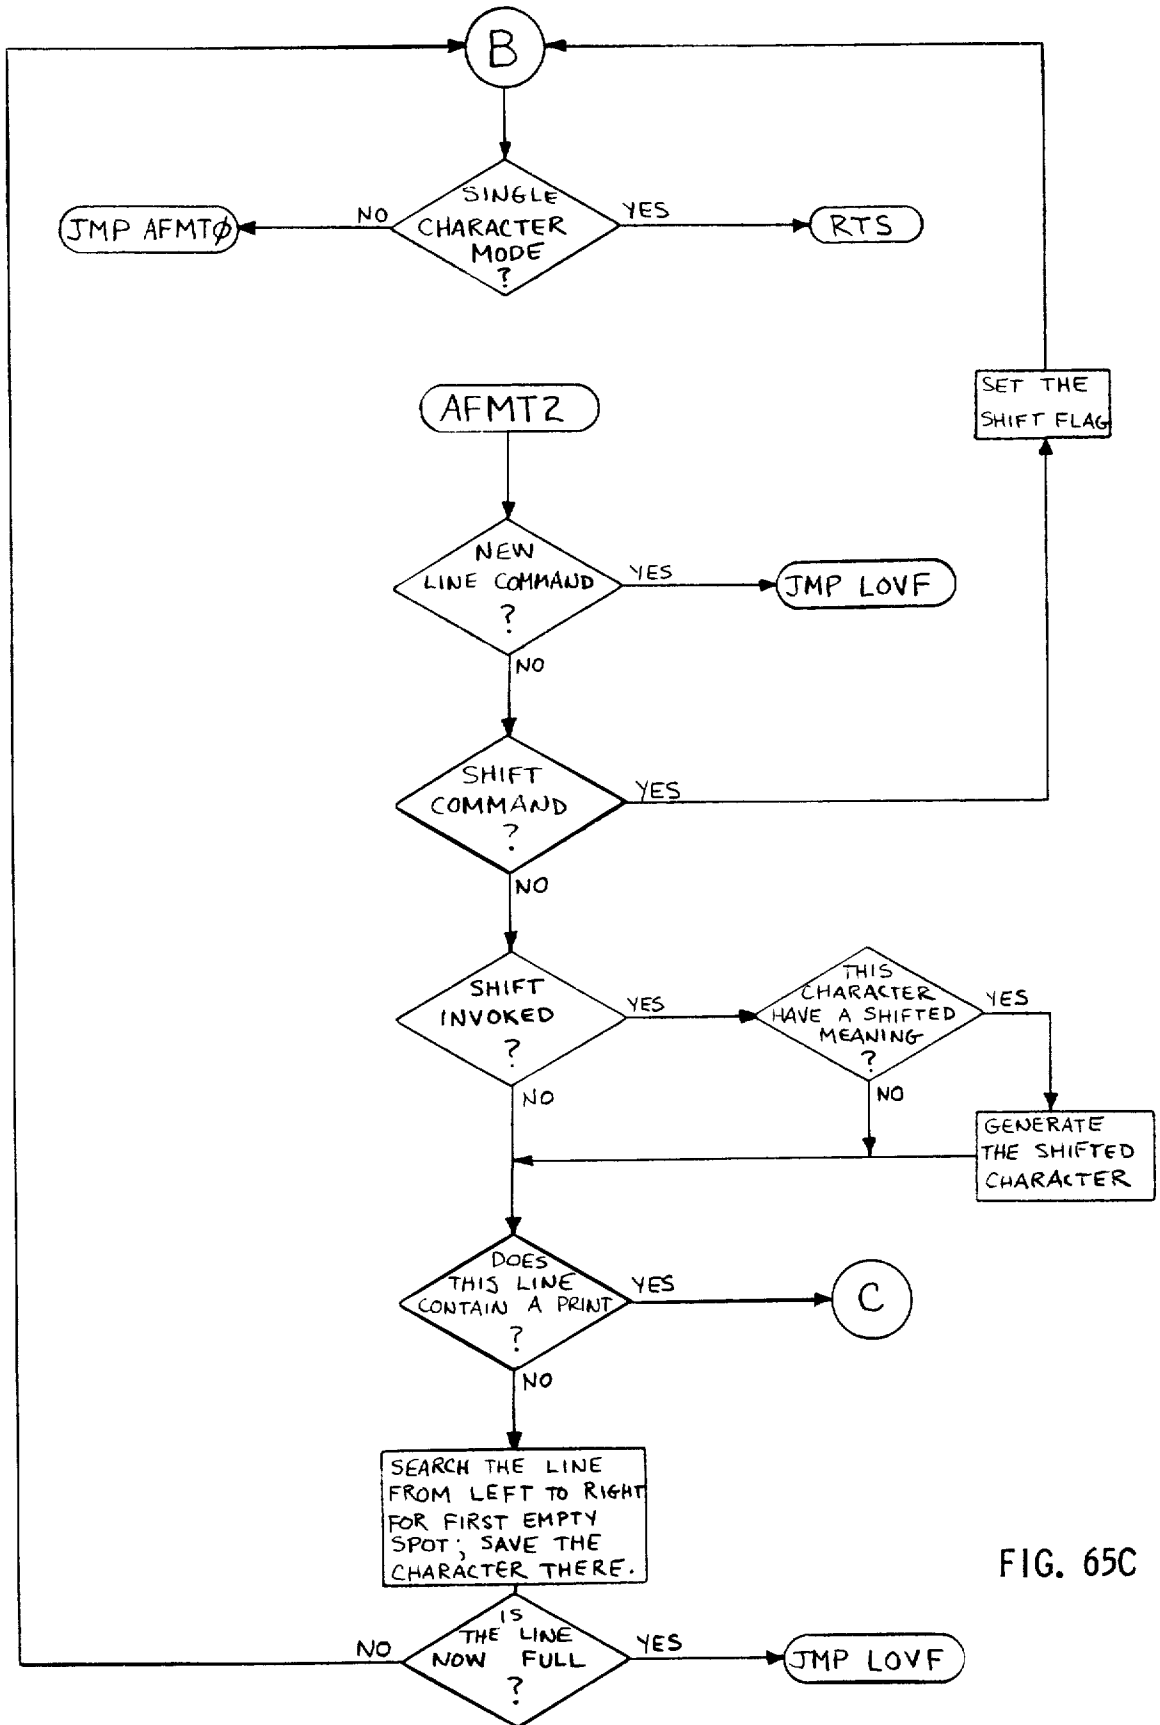 B
SINGLE
CHARACTER
MODE
?
NO
YES
JMP AFMTØ
RTS
SET THE
SHIFT FLAG
AFMT2
NEW
LINE COMMAND
?
YES
JMP LOVF
NO
SHIFT
COMMAND
?
YES
NO
SHIFT
INVOKED
?
YES
THIS
CHARACTER
HAVE A SHIFTED
MEANING
?
YES
NO
NO
GENERATE
THE SHIFTED
CHARACTER
DOES
THIS LINE
CONTAIN A PRINT
?
YES
C
NO
SEARCH THE LINE
FROM LEFT TO RIGHT
FOR FIRST EMPTY
SPOT; SAVE THE
CHARACTER THERE.
FIG. 65C
IS
THE LINE
NOW FULL
?
NO
YES
JMP LOVF